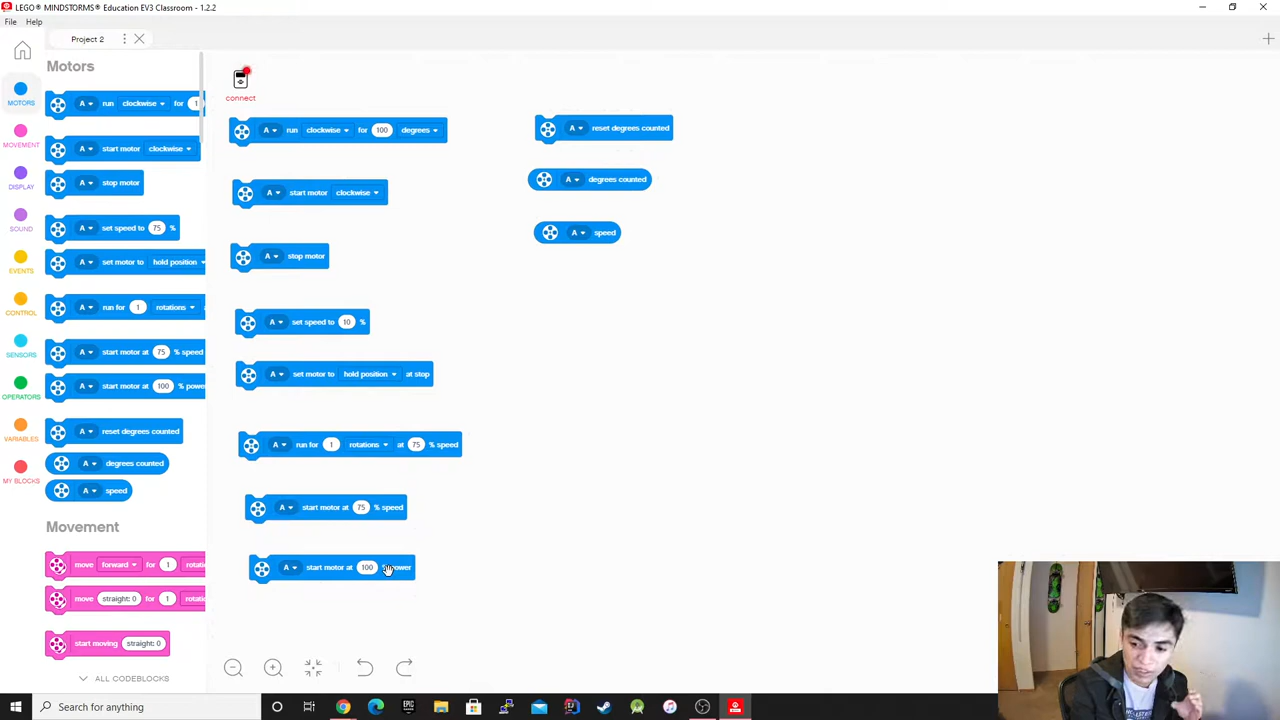 LEGO® MINDSTORMS® Education EV3 Classroom - 1.2.2
File Help
Project 2
Motors
connect
MOTORS
MOVEMENT
DISPLAY
SOUND
EVENTS
CONTROL
SENSORS
OPERATORS
VARIABLES
MY BLOCKS
A run clockwise for 1
A start motor clockwise
A stop motor
A set speed to 75 %
A set motor to hold position
A run for 1 rotations
A start motor at 75 % speed
A start motor at 100 % powe
A reset degrees counted
A degrees counted
A speed
Movement
move forward for 1 rotatio
move straight: 0 for 1 rotatio
start moving straight: 0
ALL CODEBLOCKS
A run clockwise for 100 degrees
A start motor clockwise
A stop motor
A set speed to 10 %
A set motor to hold position at stop
A run for 1 rotations at 75 % speed
A start motor at 75 % speed
A start motor at 100 % power
A reset degrees counted
A degrees counted
A speed
Search for anything
EPIC